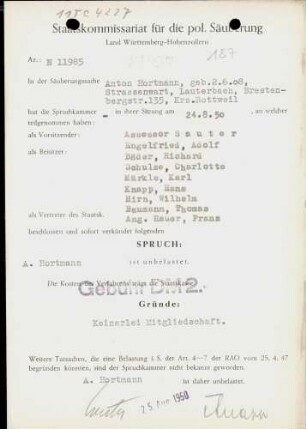 11TC 4227
Staatskommissariat für die pol. Säuberung
Land Württemberg-Hohenzollern
187
Az.: N 11985
In der Säuberungssache Anton Hortmann, geb.2.6.08,
Strassenwart, Lauterbach, Bresten-
bergstr.135, Krs.Rottweil
hat die Spruchkammer – in ihrer Sitzung am 24.8.50, an welcher
teilgenommen haben:
als Vorsitzender: Assessor Sauter
als Beisitzer: Engelfried, Adolf
Bader, Richard
Schulze, Charlotte
Märkle, Karl
Knapp, Hans
Hirn, Wilhelm
als Vertreter des Staatsk. Baumann, Thomas
Ang. Bauer, Franz
beschlossen und sofort verkündet folgenden
SPRUCH:
A. Hortmann ist unbelastet.
Die Kosten des Verfahrens trägt die Staatskasse.
Gebühr DM 2.-
Gründe:
Keinerlei Mitgliedschaft.
Weitere Tatsachen, die eine Belastung i.S. der Art. 4–7 der RAO vom 25. 4. 47
begründen könnten, sind der Spruchkammer nicht bekannt geworden.
A. Hortmann ist daher unbelastet.
1950